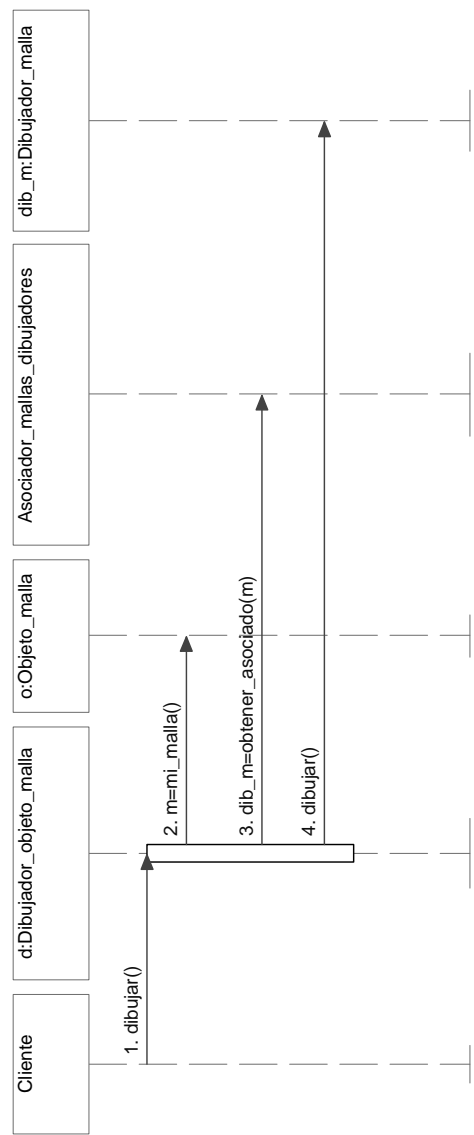 Cliente
d:Dibujador_objeto_malla
o:Objeto_malla
Asociador_mallas_dibujadores
dib_m:Dibujador_malla
1. dibujar()
2. m=mi_malla()
3. dib_m=obtener_asociado(m)
4. dibujar()